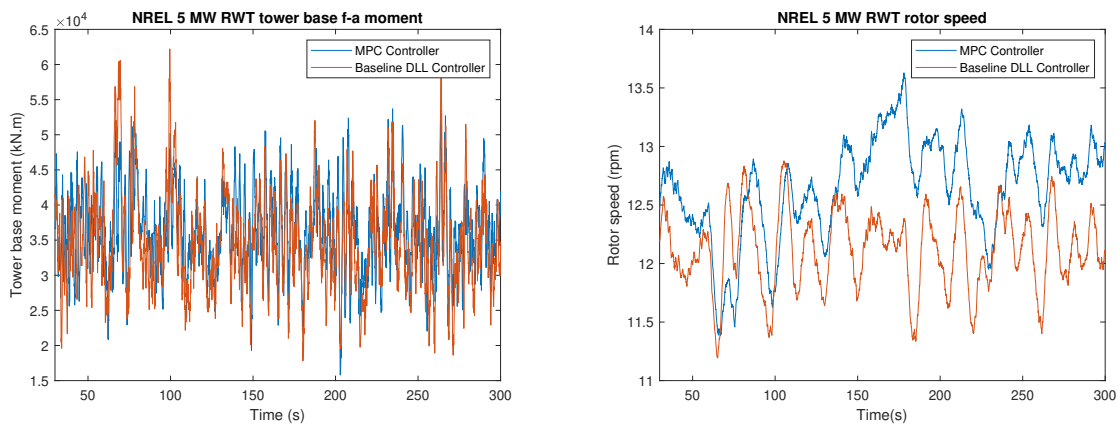 NREL 5 MW RWT tower base f-a moment
×10⁴
6.5
6
5.5
5
4.5
4
3.5
3
2.5
2
1.5
Tower base moment (kN.m)
MPC Controller
Baseline DLL Controller
50 100 150 200 250 300
Time (s)
NREL 5 MW RWT rotor speed
14
13.5
13
12.5
12
11.5
11
Rotor speed (rpm)
MPC Controller
Baseline DLL Controller
50 100 150 200 250 300
Time(s)